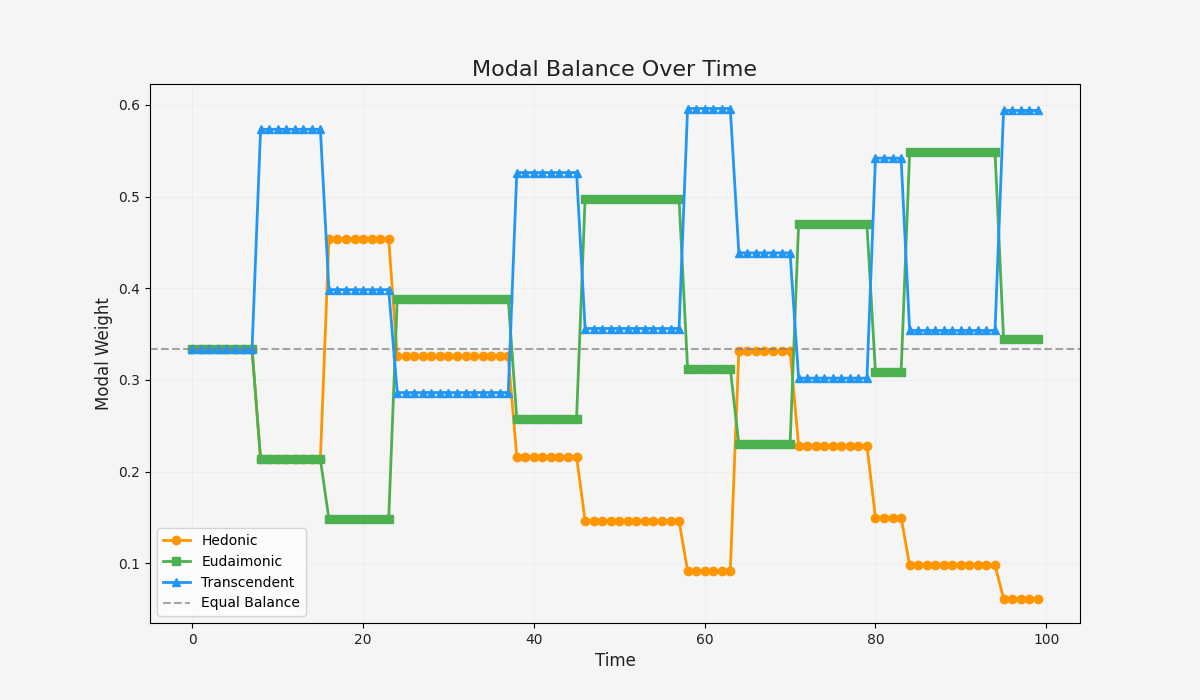 Modal Balance Over Time
Modal Weight
0.6
0.5
0.4
0.3
0.2
0.1
Hedonic
Eudaimonic
Transcendent
Equal Balance
0 20 40 60 80 100
Time